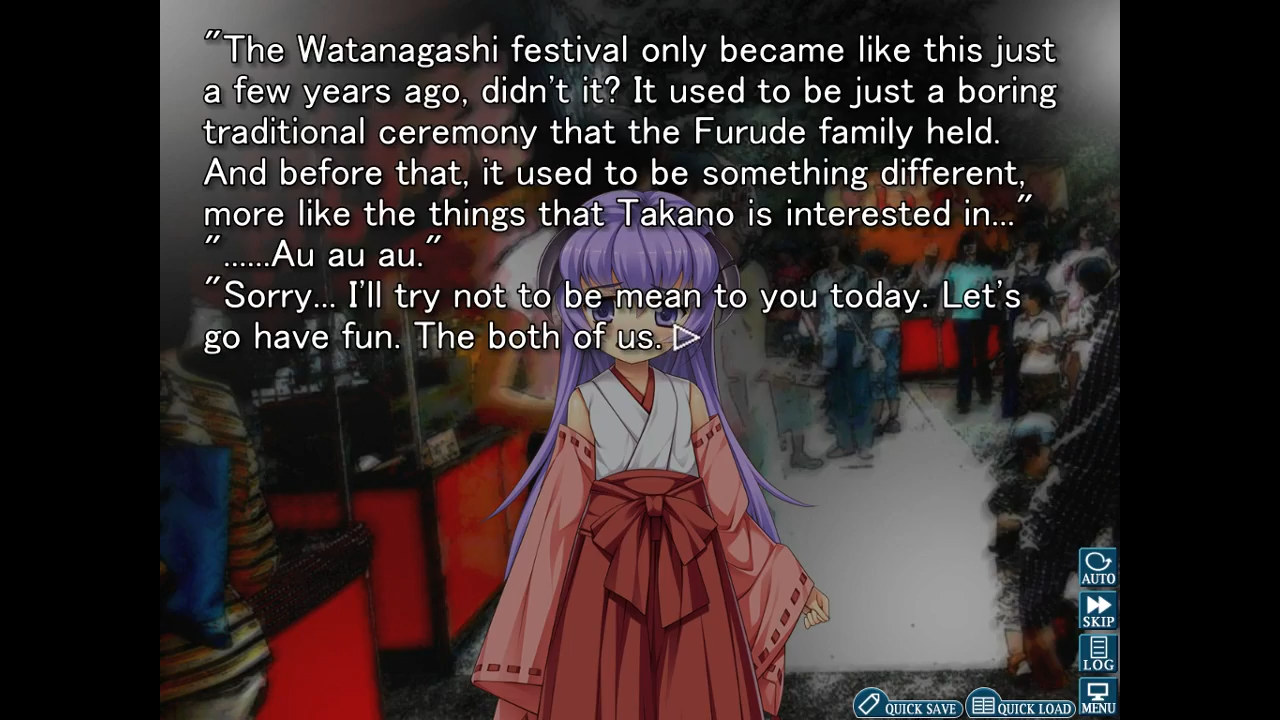 "The Watanagashi festival only became like this just
a few years ago, didn't it? It used to be just a boring
traditional ceremony that the Furude family held.
And before that, it used to be something different,
more like the things that Takano is interested in..."
"......Au au au."
"Sorry... I'll try not to be mean to you today. Let's
go have fun. The both of us.
AUTO
SKIP
LOG
MENU
QUICK SAVE
QUICK LOAD